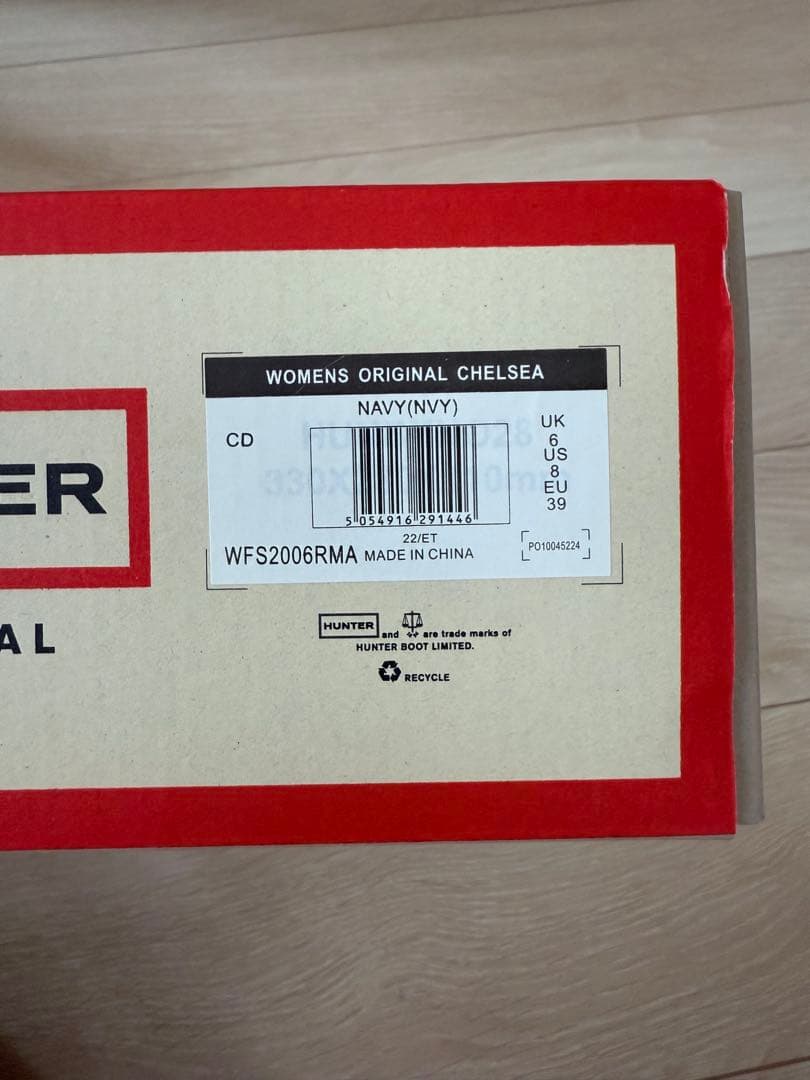 ER
AL
WOMENS ORIGINAL CHELSEA
NAVY(NVY)
CD
UK
6
US
8
EU
39
5 054916 291446
22/ET
WFS2006RMA MADE IN CHINA
PO10045224
HUNTER and are trade marks of
HUNTER BOOT LIMITED.
RECYCLE